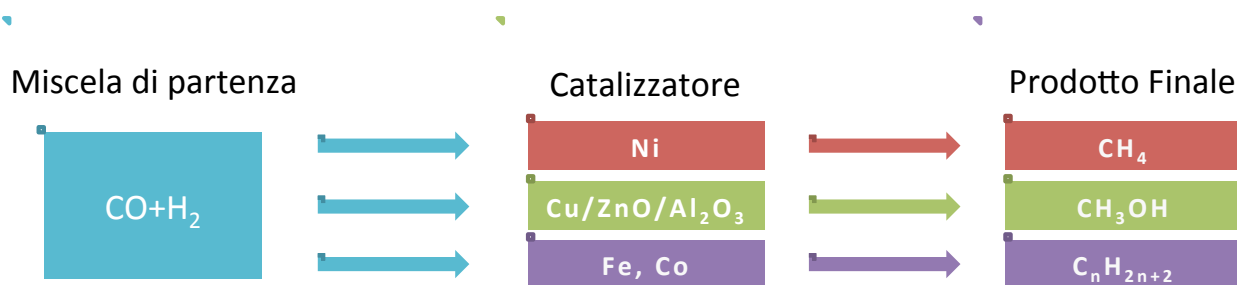 Miscela di partenza
Catalizzatore
Prodotto Finale
CO+H₂
Ni
CH₄
Cu/ZnO/Al₂O₃
CH₃OH
Fe, Co
CₙH₂ₙ₊₂